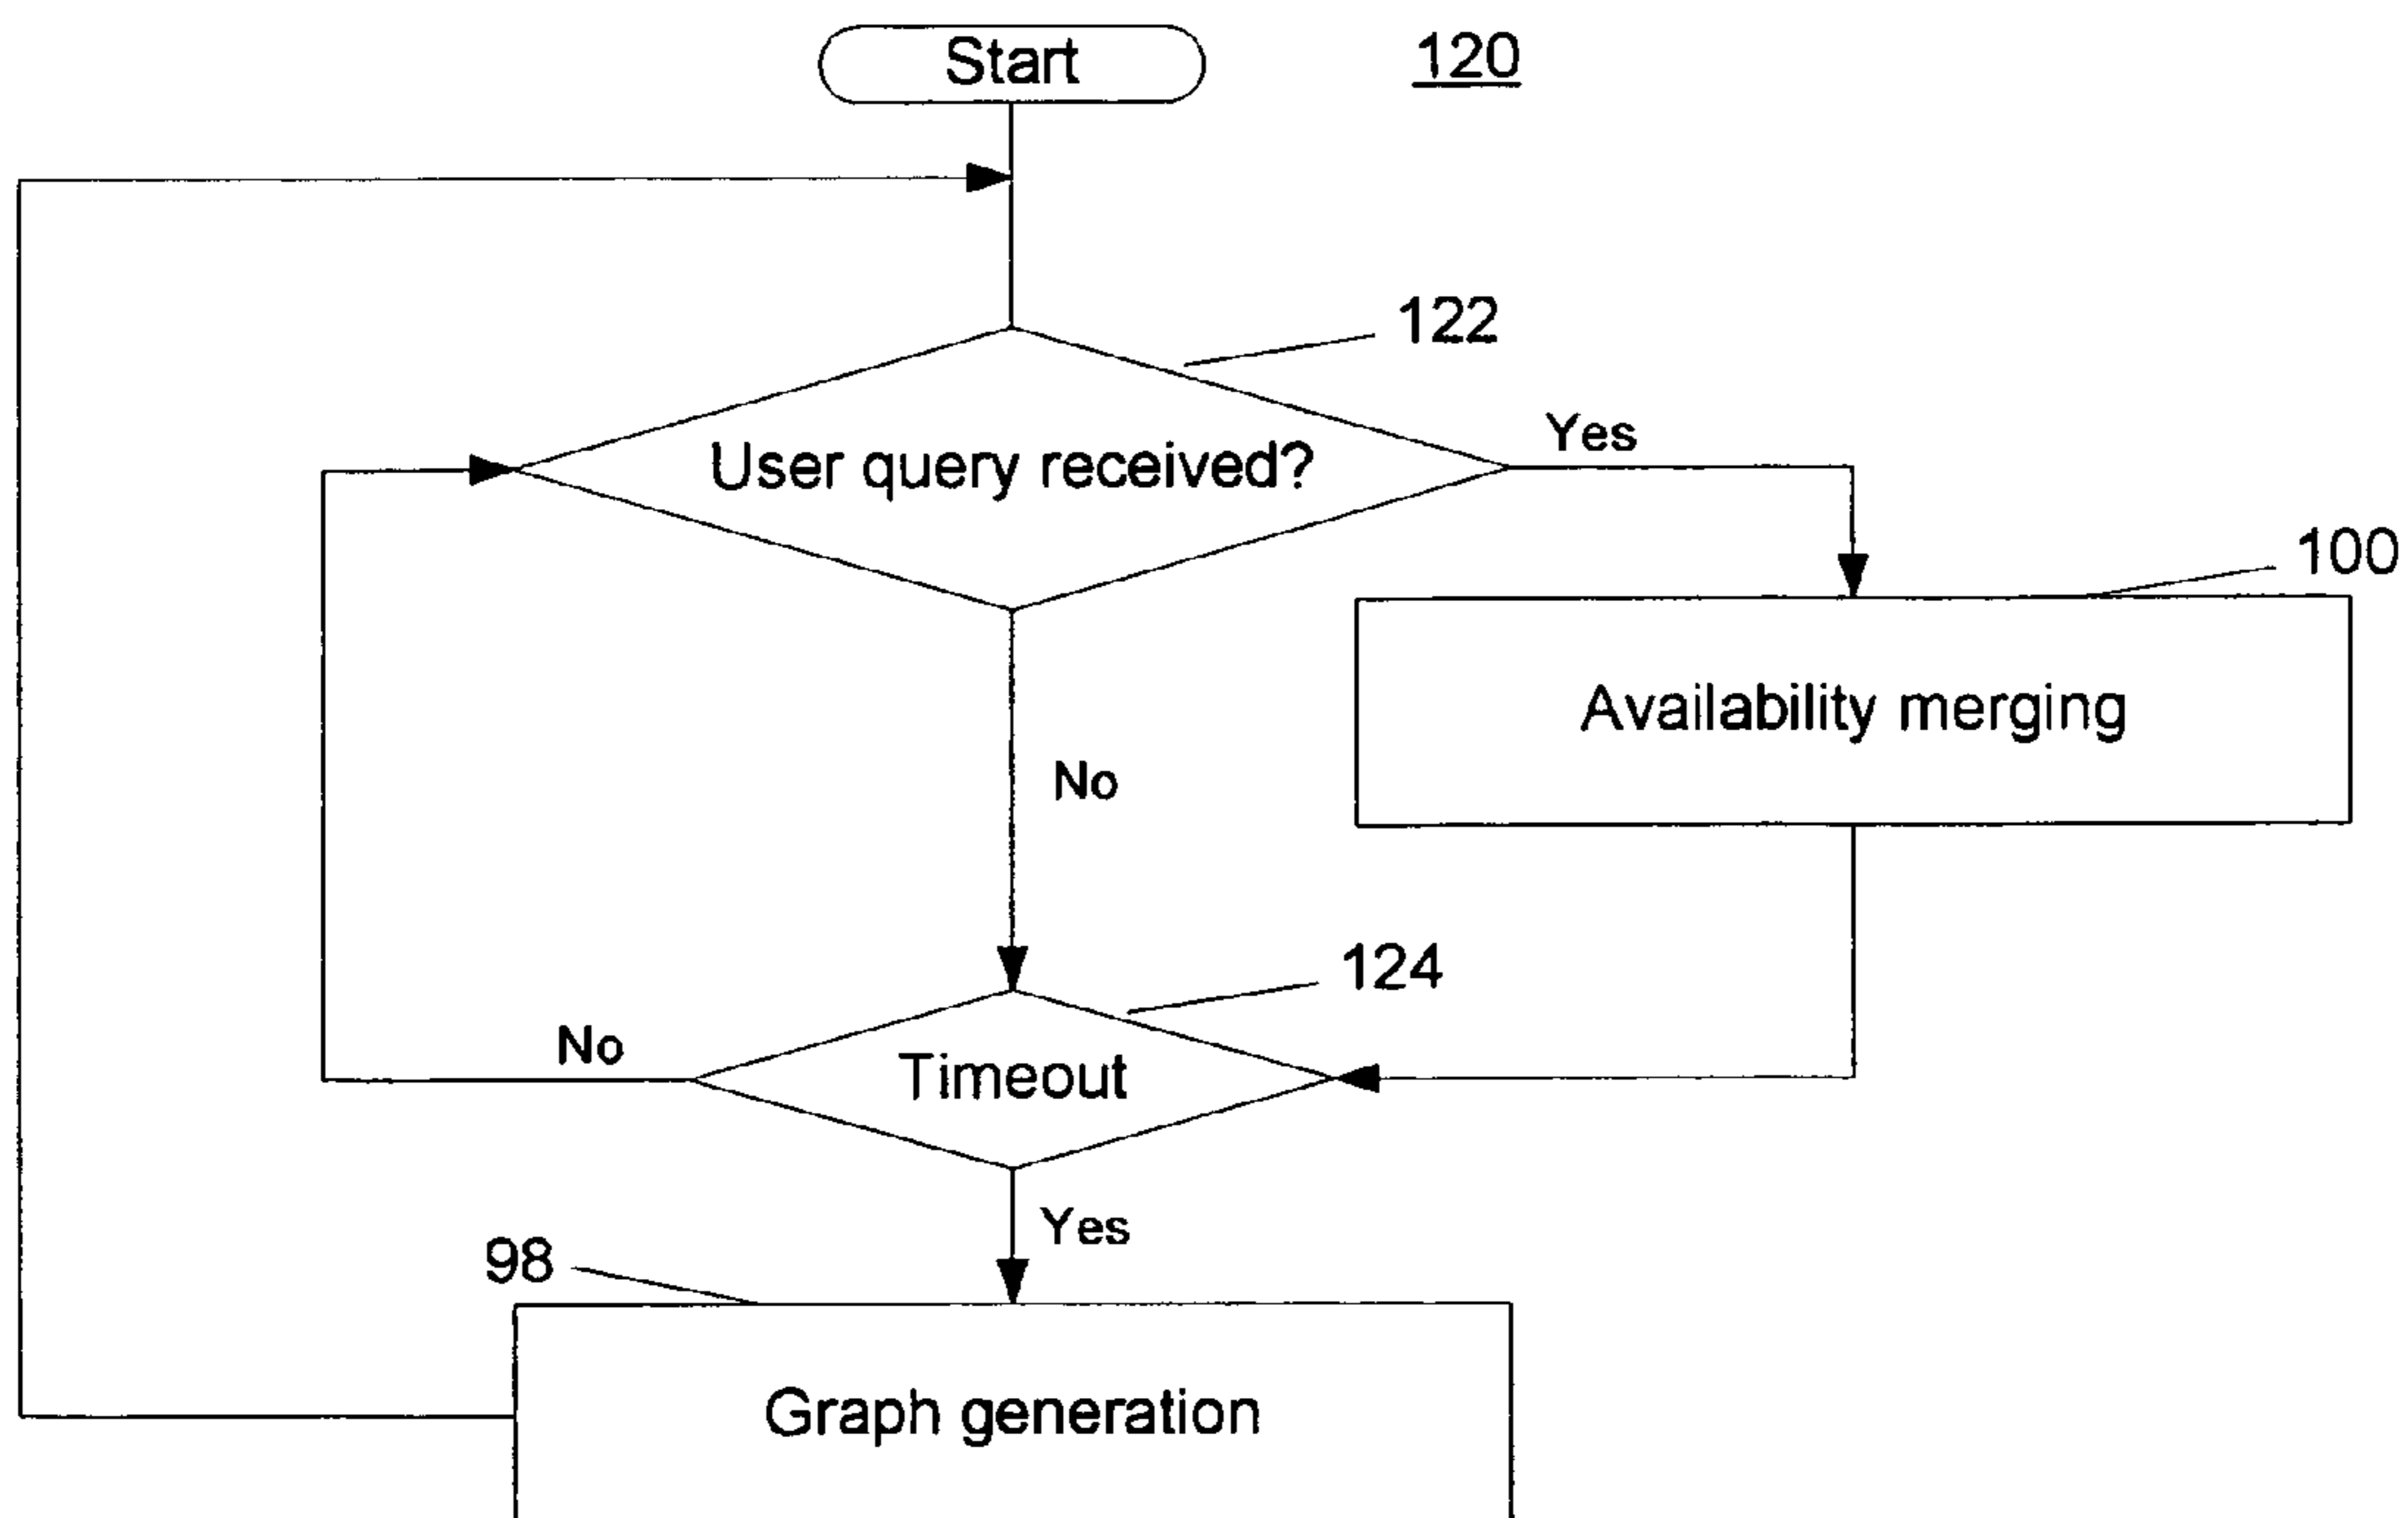 Start
120
122
User query received?
Yes
100
Availability merging
No
124
No
Timeout
Yes
98
Graph generation